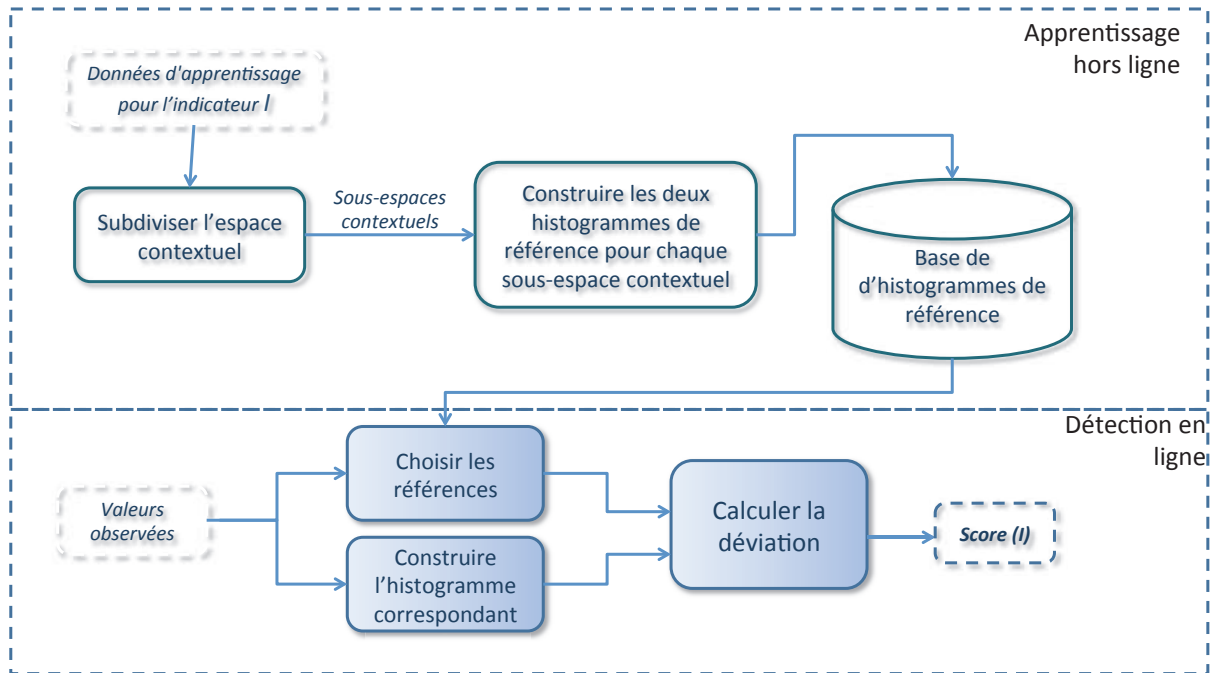 Apprentissage
hors ligne
Données d'apprentissage
pour l'indicateur I
Subdiviser l'espace
contextuel
Sous-espaces
contextuels
Construire les deux
histogrammes de
référence pour chaque
sous-espace contextuel
Base de
d'histogrammes de
référence
Détection en
ligne
Valeurs
observées
Choisir les
références
Construire
l'histogramme
correspondant
Calculer la
déviation
Score (I)